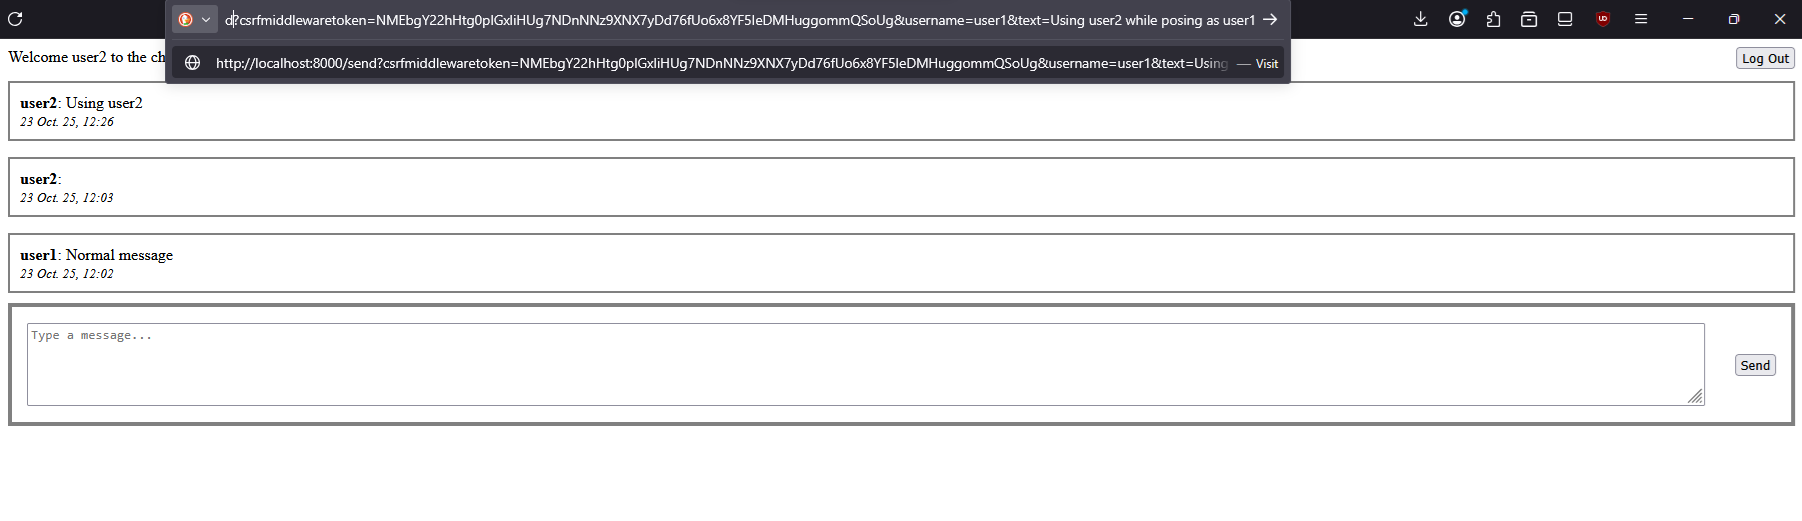 d?csrfmiddlewaretoken=NMEbgY22hHtg0pIGxliHUg7NDnNNz9XNX7yDd76fUo6x8YF5IeDMHuggommQSoUg&username=user1&text=Using user2 while posing as user1
http://localhost:8000/send?csrfmiddlewaretoken=NMEbgY22hHtg0pIGxliHUg7NDnNNz9XNX7yDd76fUo6x8YF5IeDMHuggommQSoUg&username=user1&text=Using — Visit
Welcome user2 to the ch
Log Out
user2: Using user2
23 Oct. 25, 12:26
user2:
23 Oct. 25, 12:03
user1: Normal message
23 Oct. 25, 12:02
Type a message...
Send